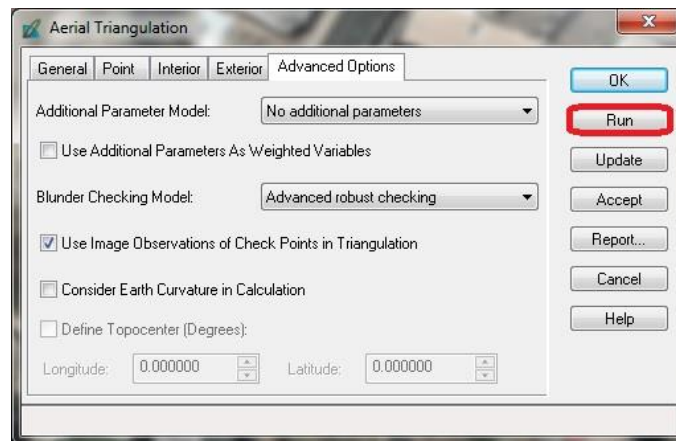 Aerial Triangulation
General Point Interior Exterior Advanced Options
OK
Additional Parameter Model: No additional parameters
Run
Use Additional Parameters As Weighted Variables
Update
Blunder Checking Model: Advanced robust checking
Accept
Use Image Observations of Check Points in Triangulation
Report...
Consider Earth Curvature in Calculation
Cancel
Define Topocenter (Degrees):
Help
Longitude: 0.000000 Latitude: 0.000000